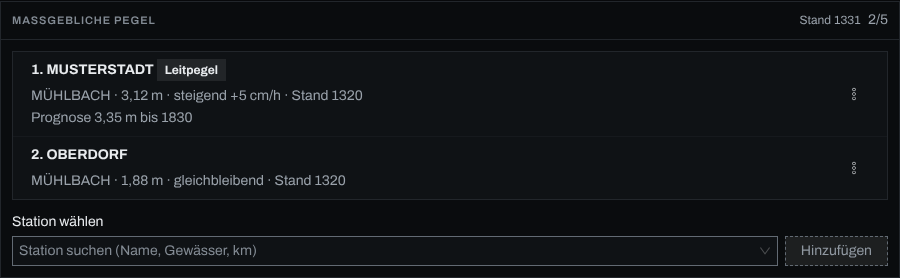 MASSGEBLICHE PEGEL Stand 1331 2/5
1. MUSTERSTADT Leitpegel
MÜHLBACH · 3,12 m · steigend +5 cm/h · Stand 1320
Prognose 3,35 m bis 1830
2. OBERDORF
MÜHLBACH · 1,88 m · gleichbleibend · Stand 1320
Station wählen
Station suchen (Name, Gewässer, km) Hinzufügen